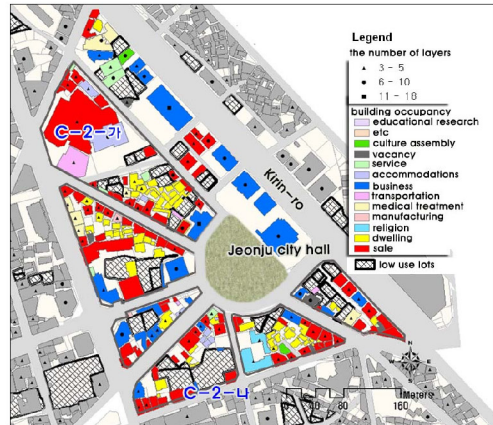 Legend
the number of layers
3 - 5
6 - 10
11 - 18
building occupancy
educational research
etc
culture assembly
vacancy
service
accommodations
business
transportation
medical treatment
manufacturing
religion
dwelling
sale
low use lots
C-2-가
Kirin-ro
Jeonju city hall
C-2-나
N
W
E
S
Meters
0 40 80 160